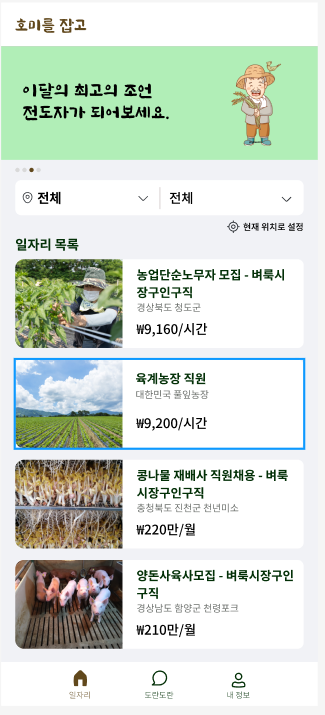 호미를 잡고
이달의 최고의 조언
전도자가 되어보세요.
전체
전체
현재 위치로 설정
일자리 목록
농업단순노무자 모집 - 벼룩시
장구인구직
경상북도 청도군
₩9,160/시간
육계농장 직원
대한민국 풀잎농장
₩9,200/시간
콩나물 재배사 직원채용 - 벼룩
시장구인구직
충청북도 진천군 천년미소
₩220만/월
양돈사육사모집 - 벼룩시장구인
구직
경상남도 함양군 천령포크
₩210만/월
일자리
도란도란
내 정보